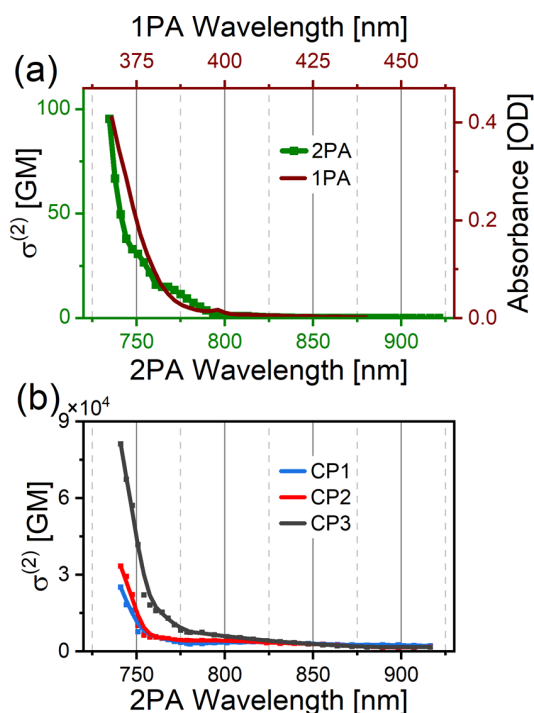 1PA Wavelength [nm]
(a)
375 400 425 450
100
50
0
σ(2) [GM]
2PA
1PA
0.4
0.2
0.0
Absorbance [OD]
750 800 850 900
2PA Wavelength [nm]
(b)
×10⁴
9
6
3
0
σ(2) [GM]
CP1
CP2
CP3
750 800 850 900
2PA Wavelength [nm]